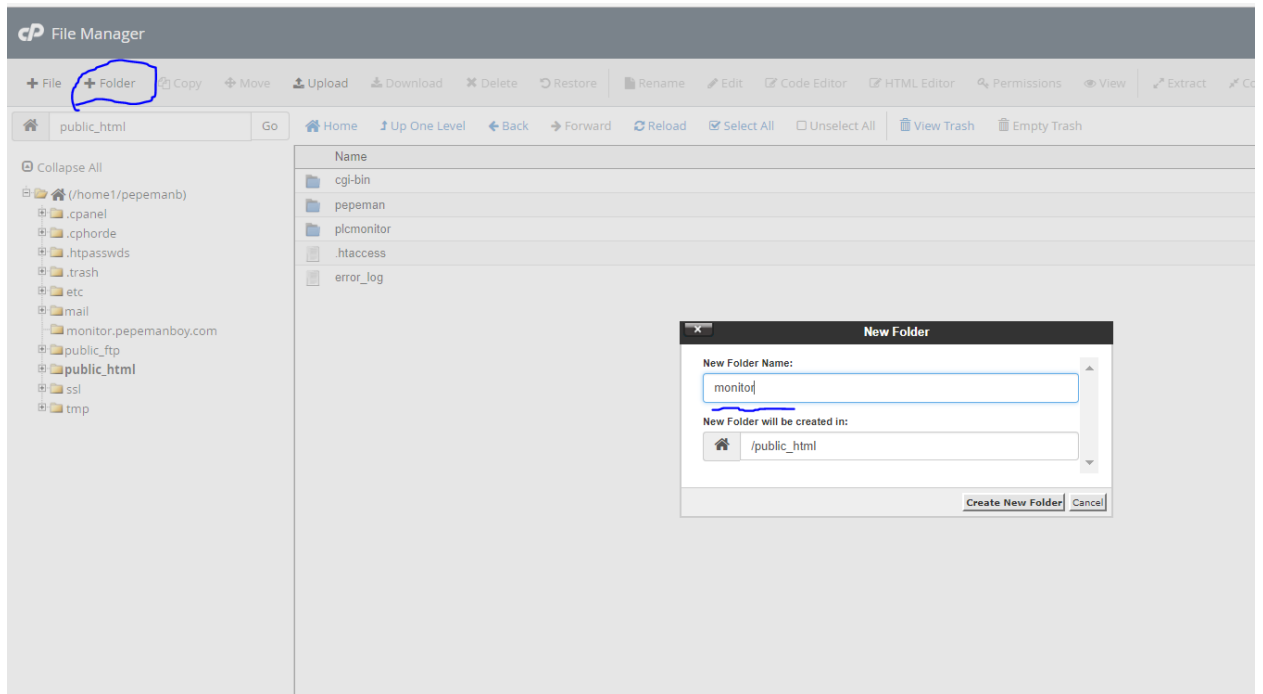 cP File Manager
+ File + Folder Copy Move Upload Download Delete Restore Rename Edit Code Editor HTML Editor Permissions View Extract Co
public_html Go Home Up One Level Back Forward Reload Select All Unselect All View Trash Empty Trash
Collapse All
(/home1/pepemanb)
.cpanel
.cphorde
.htpasswds
.trash
etc
mail
monitor.pepemanboy.com
public_ftp
public_html
ssl
tmp
Name
cgi-bin
pepeman
plcmonitor
.htaccess
error_log
x New Folder
New Folder Name:
monitor
New Folder will be created in:
/public_html
Create New Folder Cancel